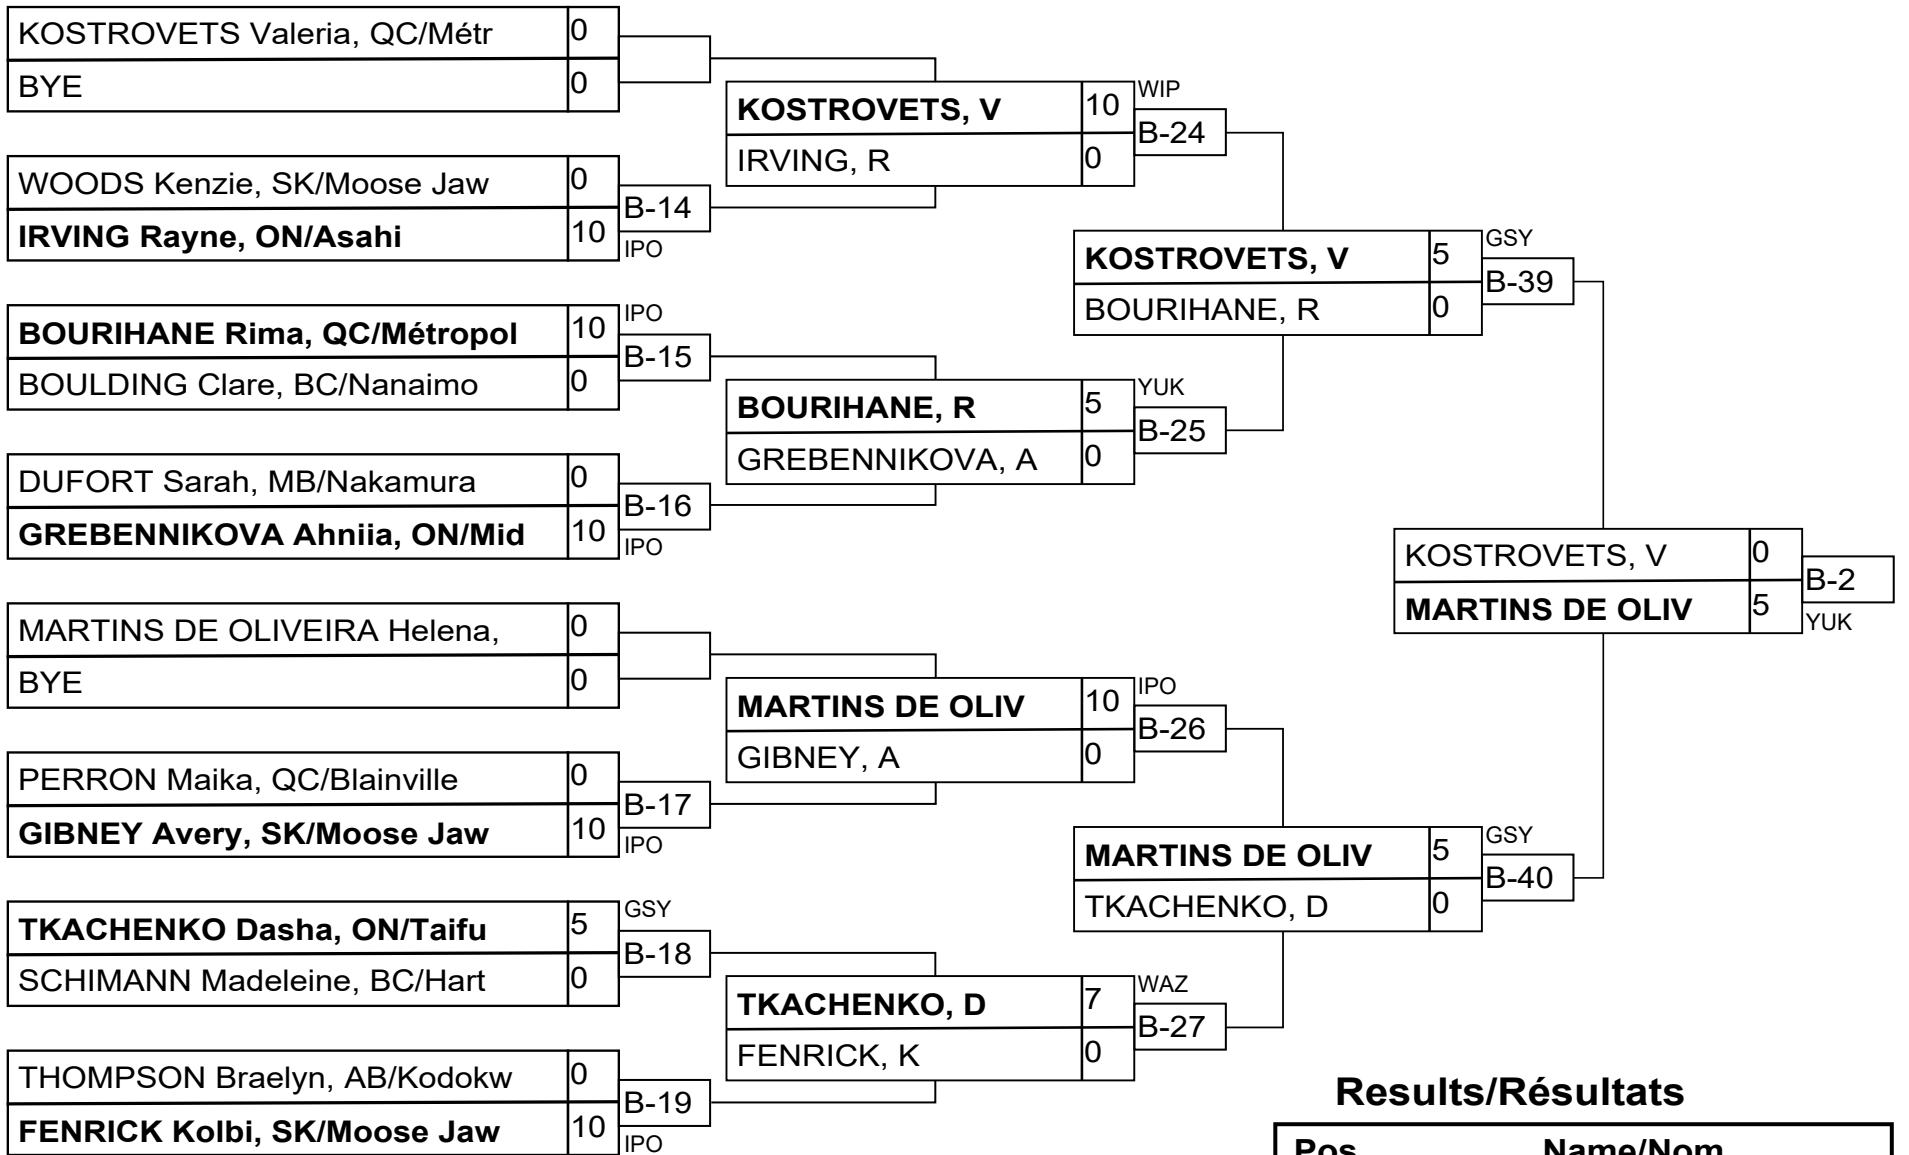 KOSTROVETS Valeria, QC/Métr 0
BYE 0
WOODS Kenzie, SK/Moose Jaw 0
IRVING Rayne, ON/Asahi 10
B-14
IPO
BOURIHANE Rima, QC/Métropol 10
BOULDING Clare, BC/Nanaimo 0
IPO
B-15
DUFORT Sarah, MB/Nakamura 0
GREBENNIKOVA Ahniia, ON/Mid 10
B-16
IPO
MARTINS DE OLIVEIRA Helena, 0
BYE 0
PERRON Maika, QC/Blainville 0
GIBNEY Avery, SK/Moose Jaw 10
B-17
IPO
TKACHENKO Dasha, ON/Taifu 5
SCHIMANN Madeleine, BC/Hart 0
GSY
B-18
THOMPSON Braelyn, AB/Kodokw 0
FENRICK Kolbi, SK/Moose Jaw 10
B-19
IPO
KOSTROVETS, V 10
IRVING, R 0
WIP
B-24
BOURIHANE, R 5
GREBENNIKOVA, A 0
YUK
B-25
MARTINS DE OLIV 10
GIBNEY, A 0
IPO
B-26
TKACHENKO, D 7
FENRICK, K 0
WAZ
B-27
KOSTROVETS, V 5
BOURIHANE, R 0
GSY
B-39
MARTINS DE OLIV 5
TKACHENKO, D 0
GSY
B-40
KOSTROVETS, V 0
MARTINS DE OLIV 5
B-2
YUK
Results/Résultats
Pos Name/Nom